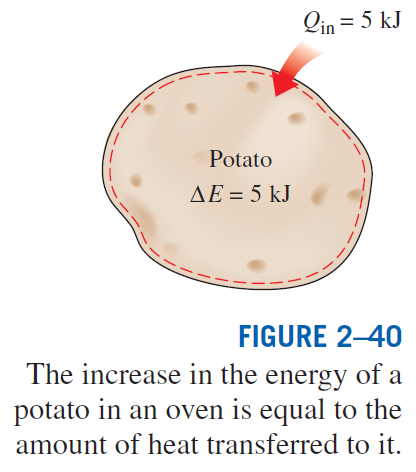 Qin = 5 kJ
Potato
ΔE = 5 kJ
FIGURE 2–40
The increase in the energy of a
potato in an oven is equal to the
amount of heat transferred to it.